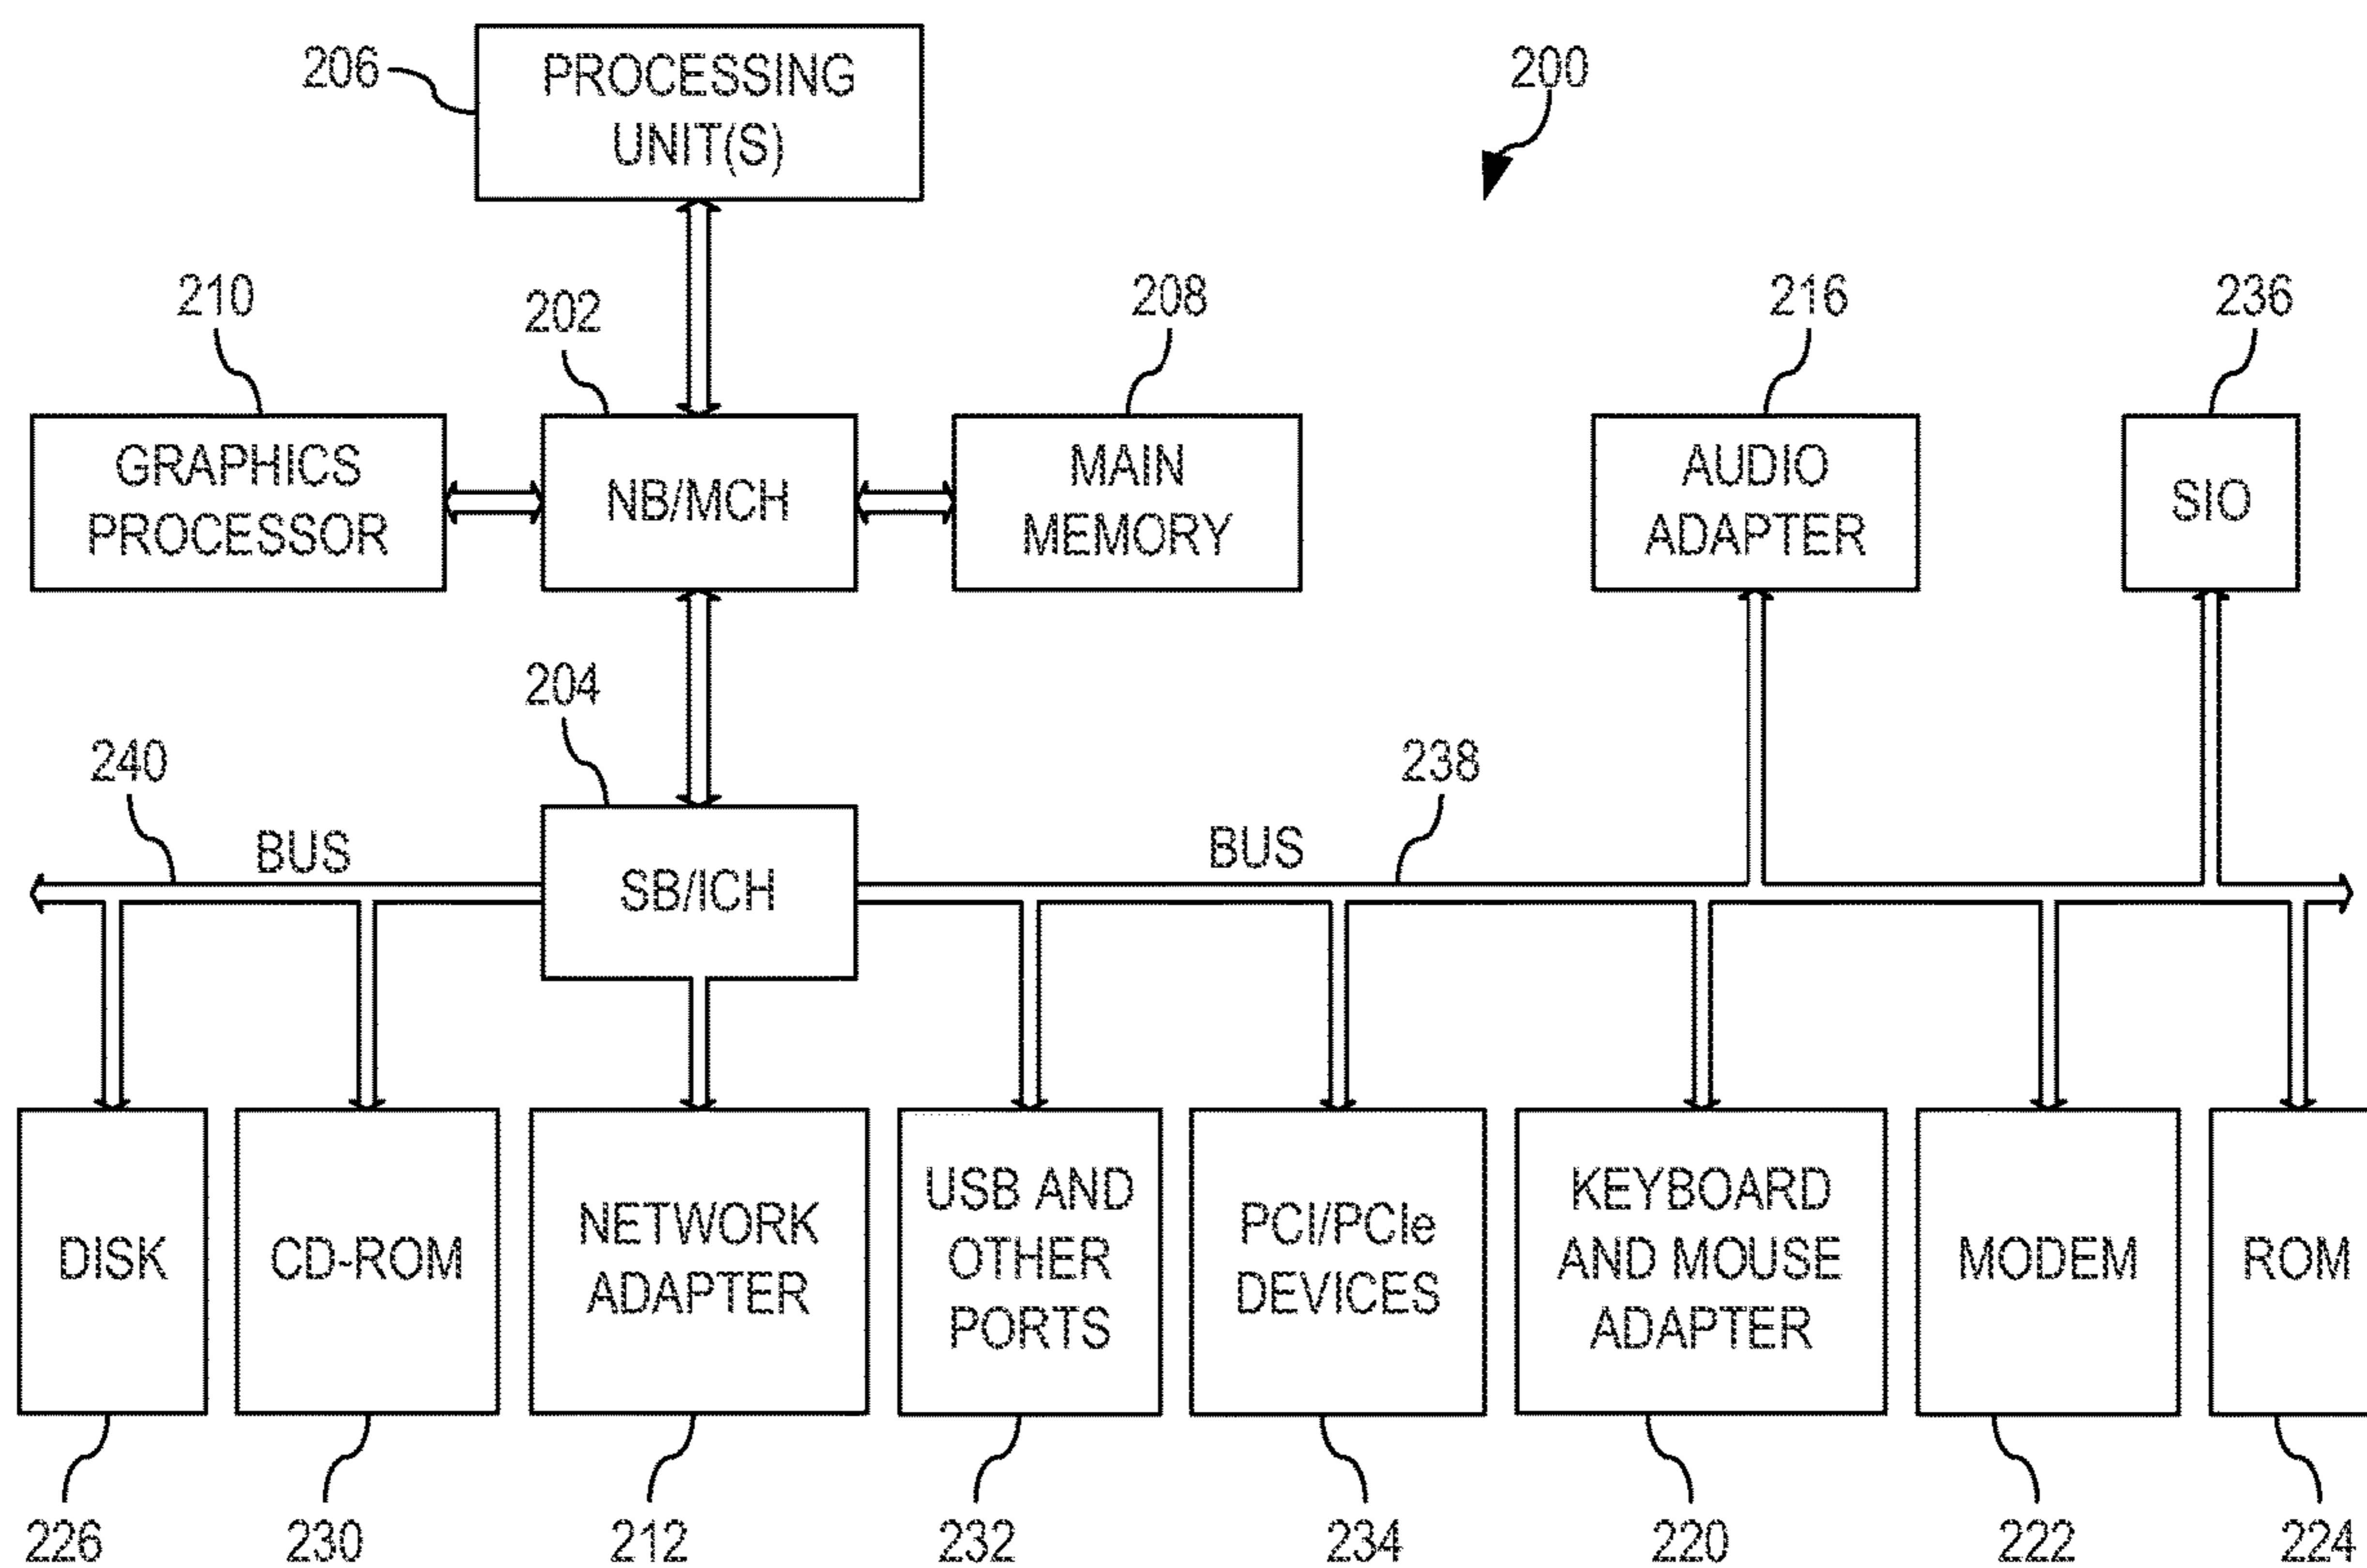 206
PROCESSING
UNIT(S)
200
210
202
208
216
236
GRAPHICS
PROCESSOR
NB/MCH
MAIN
MEMORY
AUDIO
ADAPTER
SIO
204
240
BUS
SB/ICH
BUS
238
DISK
CD-ROM
NETWORK
ADAPTER
USB AND
OTHER
PORTS
PCI/PCIe
DEVICES
KEYBOARD
AND MOUSE
ADAPTER
MODEM
ROM
226
230
212
232
234
220
222
224